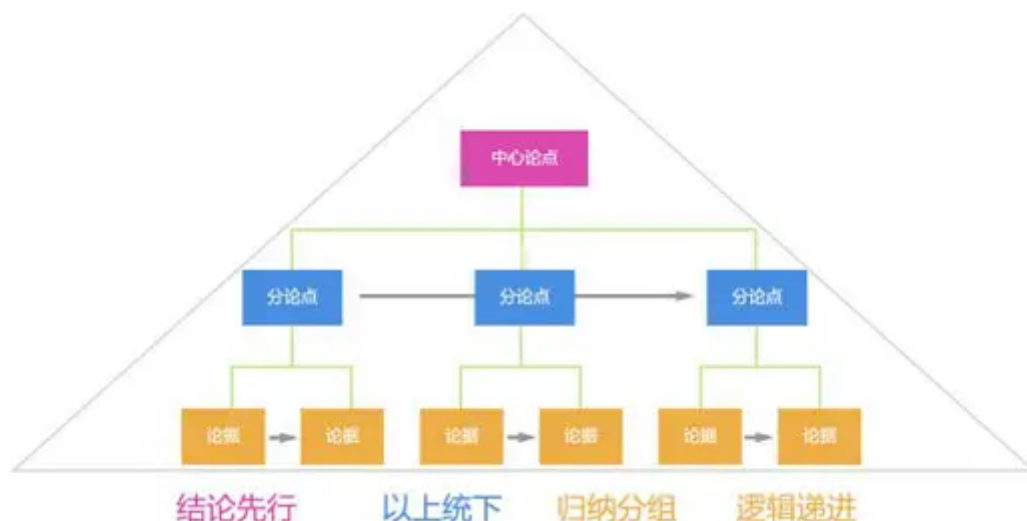 中心论点
分论点 分论点 分论点
论据 论据 论据 论据 论据 论据
结论先行 以上统下 归纳分组 逻辑递进